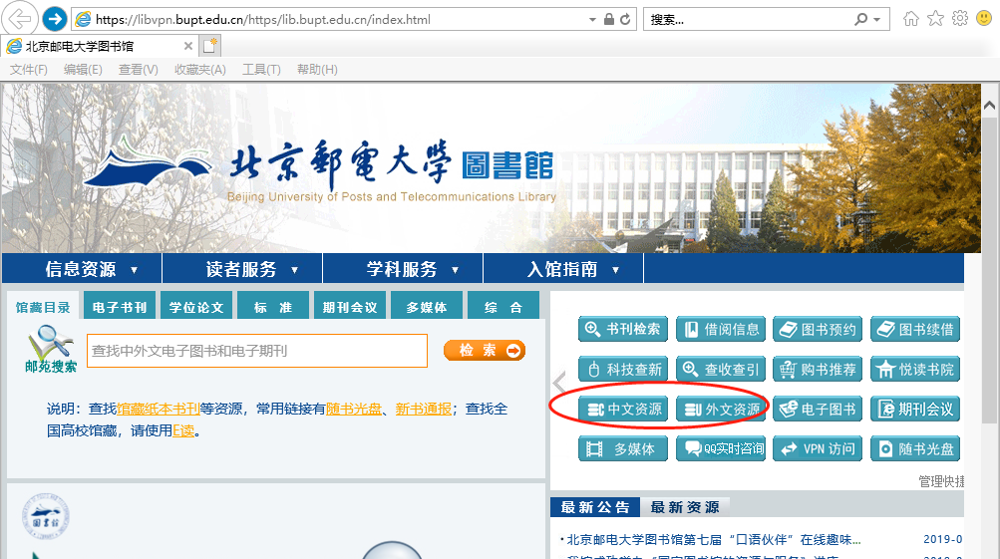 https://libvpn.bupt.edu.cn/https/lib.bupt.edu.cn/index.html
搜索...
北京邮电大学图书馆
文件(F) 编辑(E) 查看(V) 收藏夹(A) 工具(T) 帮助(H)
北京郵電大學 圖書館
Beijing University of Posts and Telecommunications Library
信息资源 ▼ 读者服务 ▼ 学科服务 ▼ 入馆指南 ▼
馆藏目录 电子书刊 学位论文 标 准 期刊会议 多媒体 综 合
邮苑搜索
查找中外文电子图书和电子期刊
检 索
说明：查找馆藏纸本书刊等资源，常用链接有随书光盘、新书通报；查找全
国高校馆藏，请使用E读。
书刊检索 借阅信息 图书预约 图书续借
科技查新 查收查引 购书推荐 悦读书院
中文资源 外文资源 电子图书 期刊会议
多媒体 QQ实时咨询 VPN 访问 随书光盘
管理快捷
圖書館
最新公告 最新资源
·北京邮电大学图书馆第七届“口语伙伴”在线趣味... 2019-0